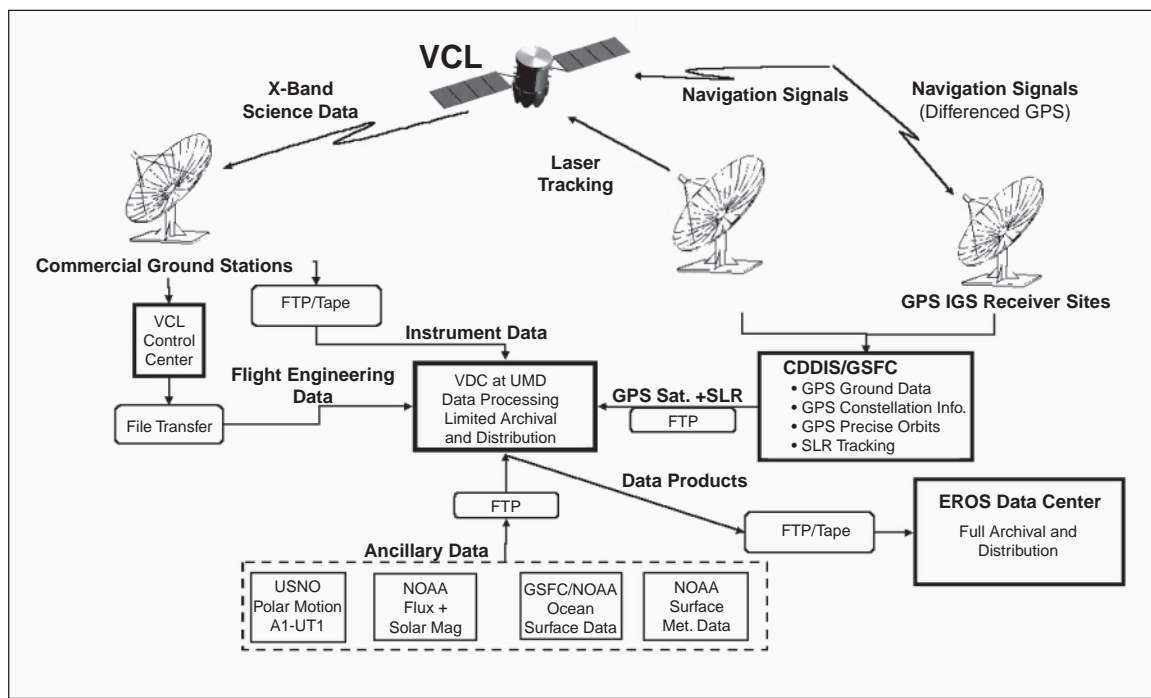 VCL
X-Band
Science Data
Navigation Signals
Navigation Signals
(Differenced GPS)
Laser
Tracking
Commercial Ground Stations
GPS IGS Receiver Sites
FTP/Tape
VCL
Control
Center
Instrument Data
Flight Engineering
Data
File Transfer
VDC at UMD
Data Processing
Limited Archival
and Distribution
GPS Sat. +SLR
FTP
CDDIS/GSFC
• GPS Ground Data
• GPS Constellation Info.
• GPS Precise Orbits
• SLR Tracking
FTP
Data Products
FTP/Tape
EROS Data Center
Full Archival and
Distribution
Ancillary Data
USNO
Polar Motion
A1-UT1
NOAA
Flux +
Solar Mag
GSFC/NOAA
Ocean
Surface Data
NOAA
Surface
Met. Data